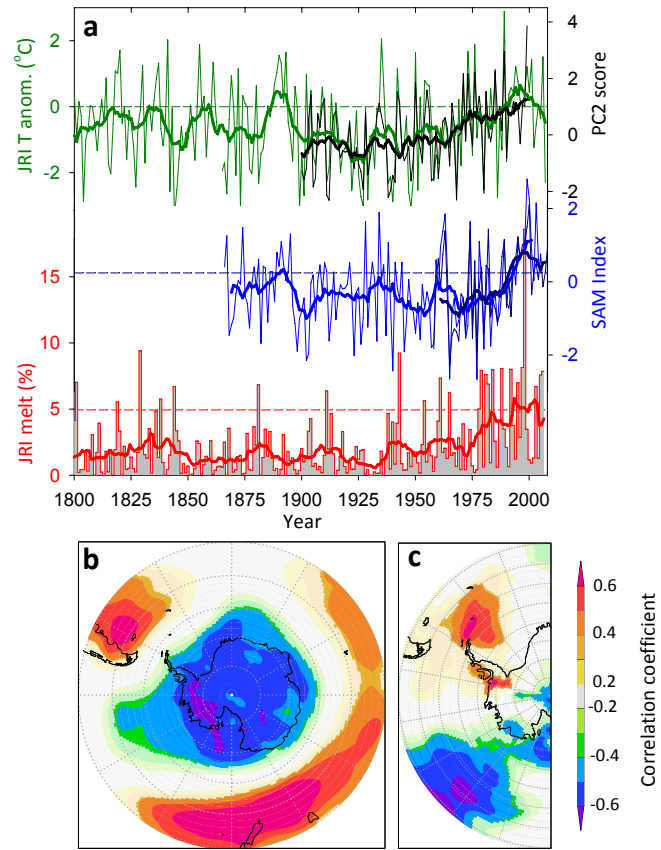 a
JRI T anom. (°C)
0
-2
4
2
0
-2
PC2 score
2
0
-2
SAM Index
15
10
5
0
JRI melt (%)
1800 1825 1850 1875 1900 1925 1950 1975 2000
Year
b
c
0.6
0.4
0.2
-0.2
-0.4
-0.6
Correlation coefficient